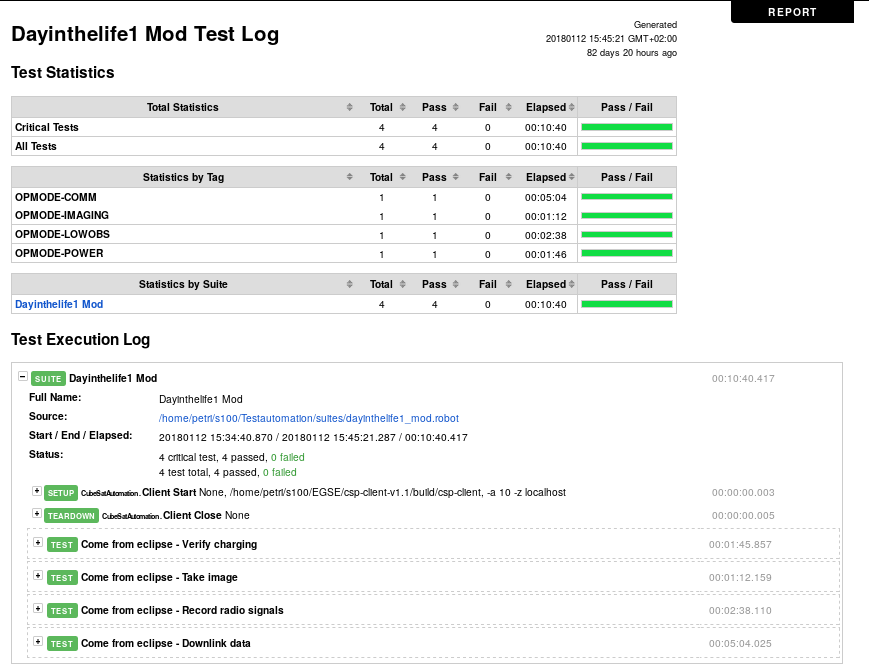 REPORT
Dayinthelife1 Mod Test Log
Generated
20180112 15:45:21 GMT+02:00
82 days 20 hours ago
Test Statistics
Total Statistics Total Pass Fail Elapsed Pass / Fail
Critical Tests 4 4 0 00:10:40
All Tests 4 4 0 00:10:40
Statistics by Tag Total Pass Fail Elapsed Pass / Fail
OPMODE-COMM 1 1 0 00:05:04
OPMODE-IMAGING 1 1 0 00:01:12
OPMODE-LOWOBS 1 1 0 00:02:38
OPMODE-POWER 1 1 0 00:01:46
Statistics by Suite Total Pass Fail Elapsed Pass / Fail
Dayinthelife1 Mod 4 4 0 00:10:40
Test Execution Log
SUITE Dayinthelife1 Mod 00:10:40.417
Full Name: Dayinthelife1 Mod
Source: /home/petri/s100/Testautomation/suites/dayinthelife1_mod.robot
Start / End / Elapsed: 20180112 15:34:40.870 / 20180112 15:45:21.287 / 00:10:40.417
Status: 4 critical test, 4 passed, 0 failed
4 test total, 4 passed, 0 failed
SETUP CubeSatAutomation. Client Start None, /home/petri/s100/EGSE/csp-client-v1.1/build/csp-client, -a 10 -z localhost 00:00:00.003
TEARDOWN CubeSatAutomation. Client Close None 00:00:00.005
TEST Come from eclipse - Verify charging 00:01:45.857
TEST Come from eclipse - Take image 00:01:12.159
TEST Come from eclipse - Record radio signals 00:02:38.110
TEST Come from eclipse - Downlink data 00:05:04.025